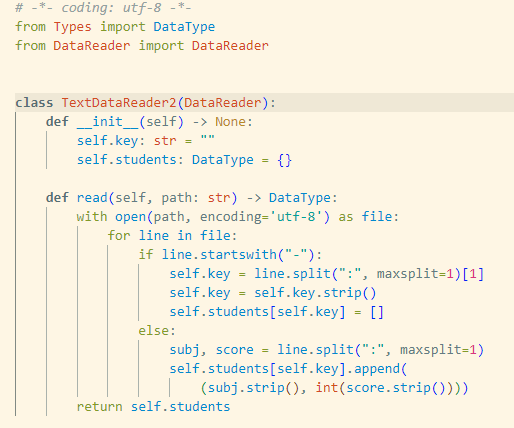 # -*- coding: utf-8 -*-
from Types import DataType
from DataReader import DataReader
class TextDataReader2(DataReader):
def __init__(self) -> None:
self.key: str = ""
self.students: DataType = {}
def read(self, path: str) -> DataType:
with open(path, encoding='utf-8') as file:
for line in file:
if line.startswith("-"):
self.key = line.split(":", maxsplit=1)[1]
self.key = self.key.strip()
self.students[self.key] = []
else:
subj, score = line.split(":", maxsplit=1)
self.students[self.key].append(
(subj.strip(), int(score.strip())))
return self.students